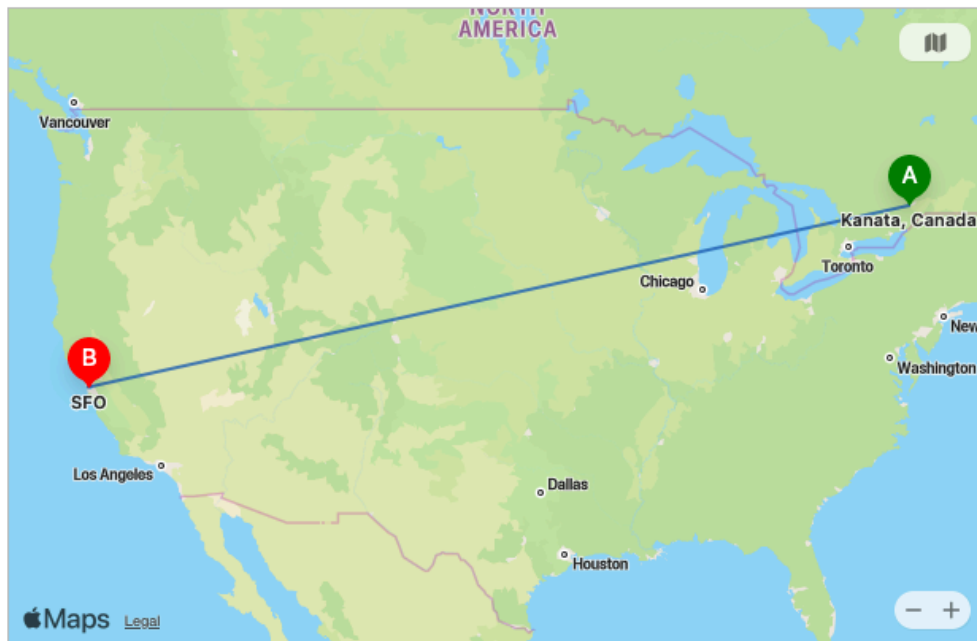 NORTH
AMERICA
Vancouver
A
Kanata, Canada
Toronto
Chicago
New
Washington
B
SFO
Los Angeles
Dallas
Houston
Maps Legal